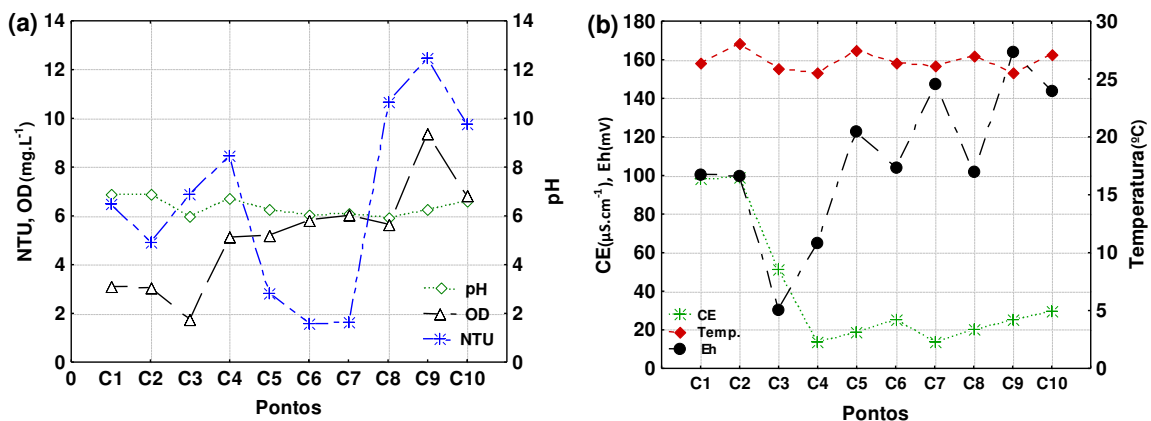 (a)
14
12
10
8
6
4
2
0
NTU, OD(mg.L⁻¹)
14
12
10
8
6
4
2
0
pH
pH
OD
NTU
0 C1 C2 C3 C4 C5 C6 C7 C8 C9 C10
Pontos
(b)
180
160
140
120
100
80
60
40
20
0
CE(µS.cm⁻¹), Eh(mV)
30
25
20
15
10
5
0
Temperatura(ºC)
CE
Temp.
Eh
C1 C2 C3 C4 C5 C6 C7 C8 C9 C10
Pontos